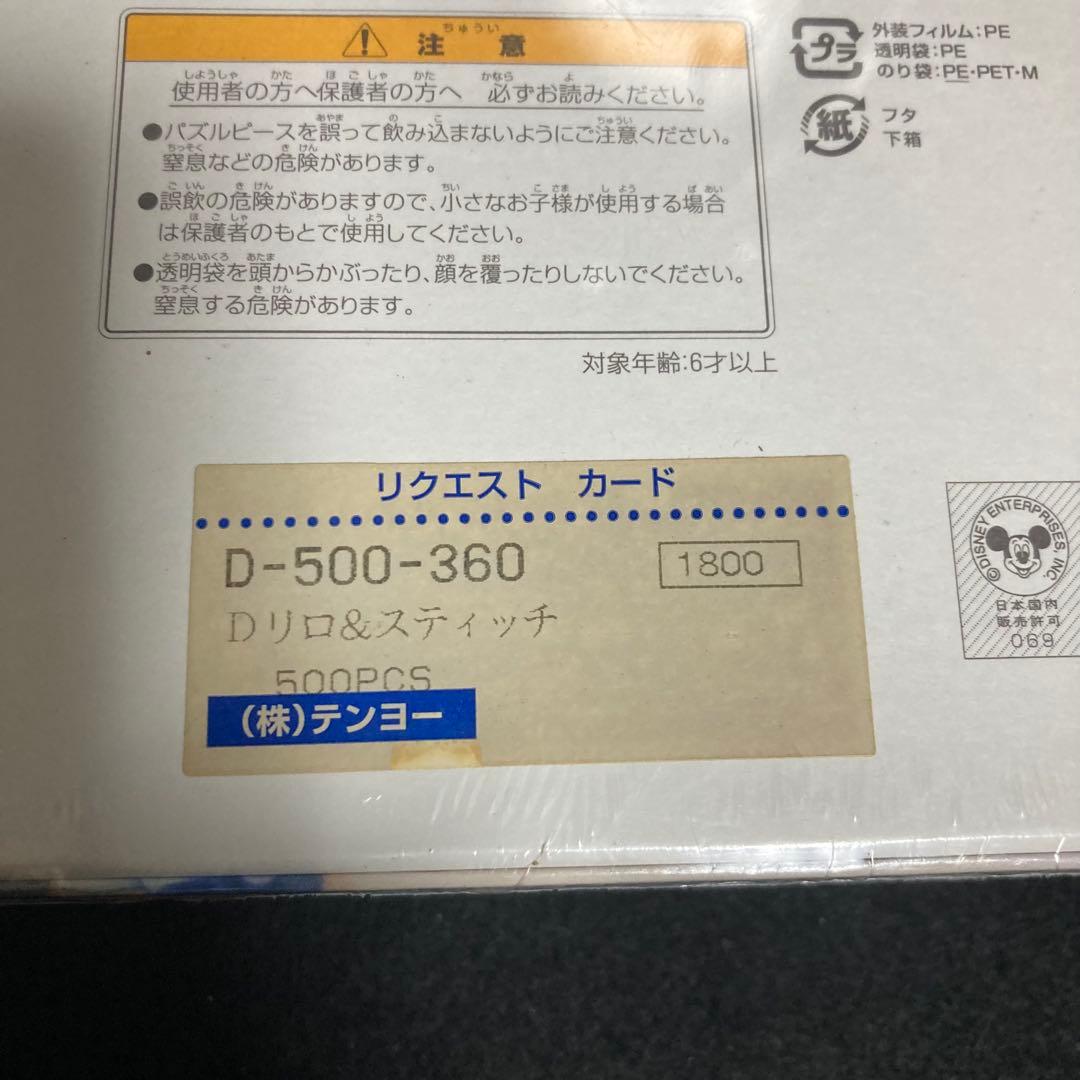 注意
使用者の方へ保護者の方へ 必ずお読みください。
●パズルピースを誤って飲み込まないようにご注意ください。
窒息などの危険があります。
●誤飲の危険がありますので、小さなお子様が使用する場合
は保護者のもとで使用してください。
●透明袋を頭からかぶったり、顔を覆ったりしないでください。
窒息する危険があります。
対象年齢:6才以上
プラ
外装フィルム:PE
透明袋:PE
のり袋:PE・PET・M
紙
フタ
下箱
リクエスト カード
D-500-360
1800
Dリロ&スティッチ
500PCS
(株)テンヨー
©DISNEY ENTERPRISES, INC.
日本国内
販売許可
069